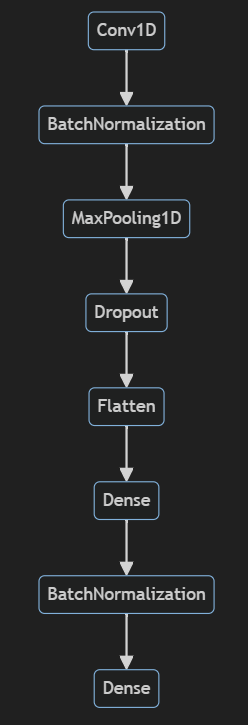 Conv1D
BatchNormalization
MaxPooling1D
Dropout
Flatten
Dense
BatchNormalization
Dense